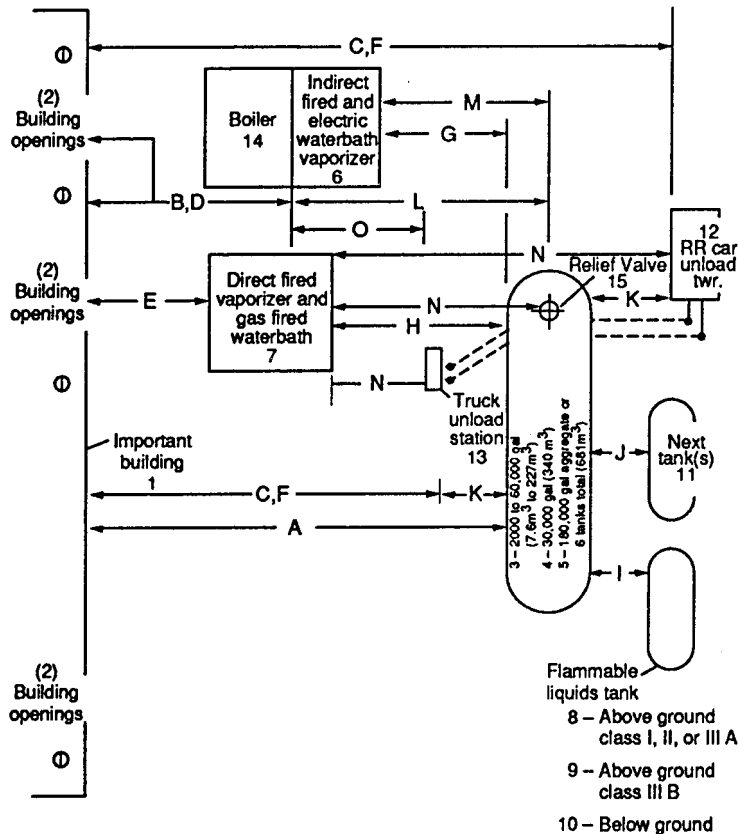 C,F
①
(2)
Building
openings
Boiler
14
Indirect
fired and
electric
waterbath
vaporizer
6
M
G
①
B,D
L
O
12
RR car
unload
twr.
N
Relief Valve
15
(2)
Building
openings
E
Direct fired
vaporizer and
gas fired
waterbath
7
N
H
K
①
N
Truck
unload
station
13
Important
building
1
3 – 2000 to 60,000 gal
(7.6m³ to 227m³)
4 – 30,000 gal (340 m³)
5 – 180,000 gal aggregate or
6 tanks total (681m³)
J
Next
tank(s)
11
C,F
K
A
I
(2)
Building
openings
①
Flammable
liquids tank
8 – Above ground
class I, II, or III A
9 – Above ground
class III B
10 – Below ground